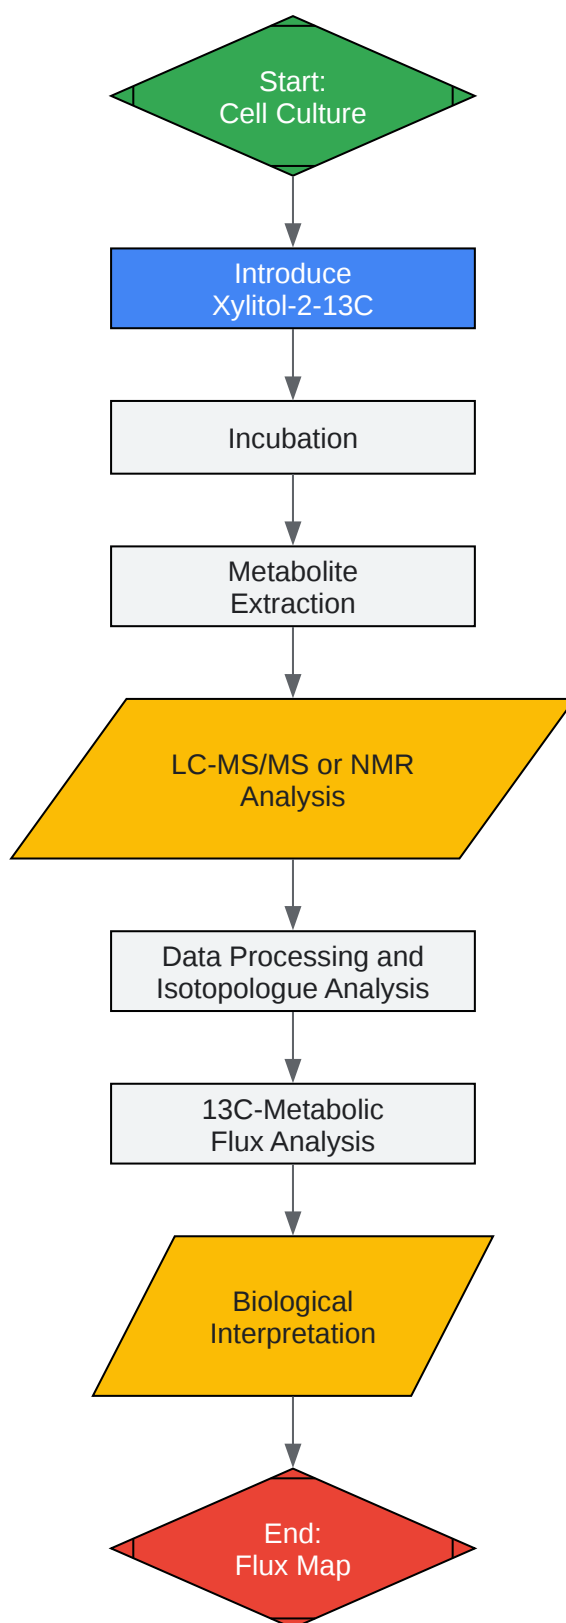 Start:
Cell Culture
Introduce
Xylitol-2-13C
Incubation
Metabolite
Extraction
LC-MS/MS or NMR
Analysis
Data Processing and
Isotopologue Analysis
13C-Metabolic
Flux Analysis
Biological
Interpretation
End:
Flux Map